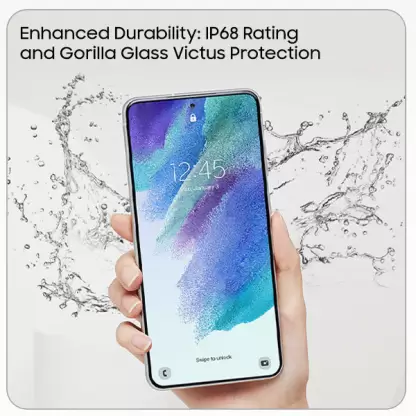 Enhanced Durability: IP68 Rating
and Gorilla Glass Victus Protection
12:45
Swipe to unlock